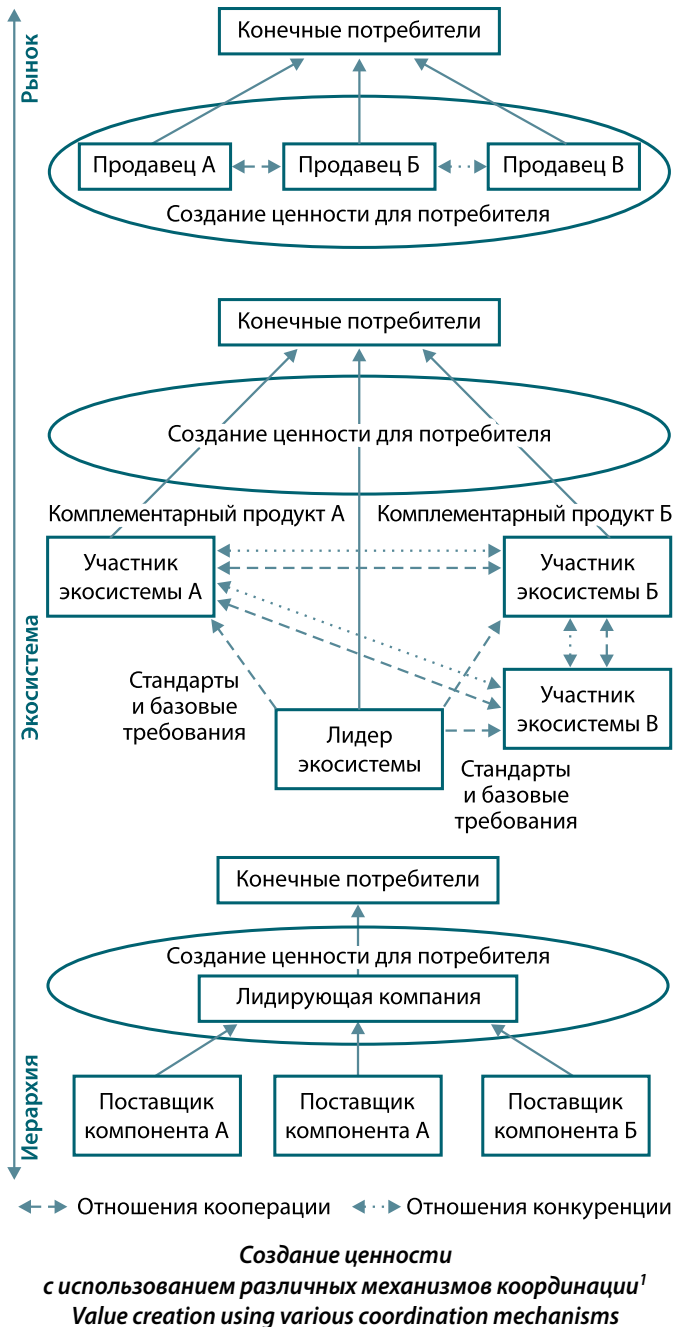 Рынок
Конечные потребители
Продавец А
Продавец Б
Продавец В
Создание ценности для потребителя
Экосистема
Конечные потребители
Создание ценности для потребителя
Комплементарный продукт А
Комплементарный продукт Б
Участник
экосистемы А
Участник
экосистемы Б
Стандарты
и базовые
требования
Участник
экосистемы В
Лидер
экосистемы
Стандарты
и базовые
требования
Иерархия
Конечные потребители
Создание ценности для потребителя
Лидирующая компания
Поставщик
компонента А
Поставщик
компонента А
Поставщик
компонента Б
Отношения кооперации
Отношения конкуренции
Создание ценности
с использованием различных механизмов координации¹
Value creation using various coordination mechanisms